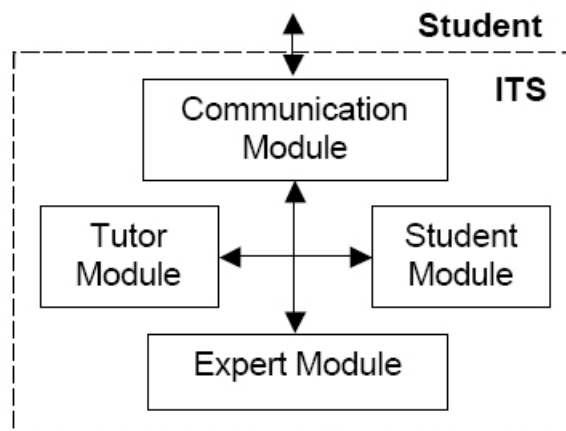 Student
ITS
Communication
Module
Tutor
Module
Student
Module
Expert Module